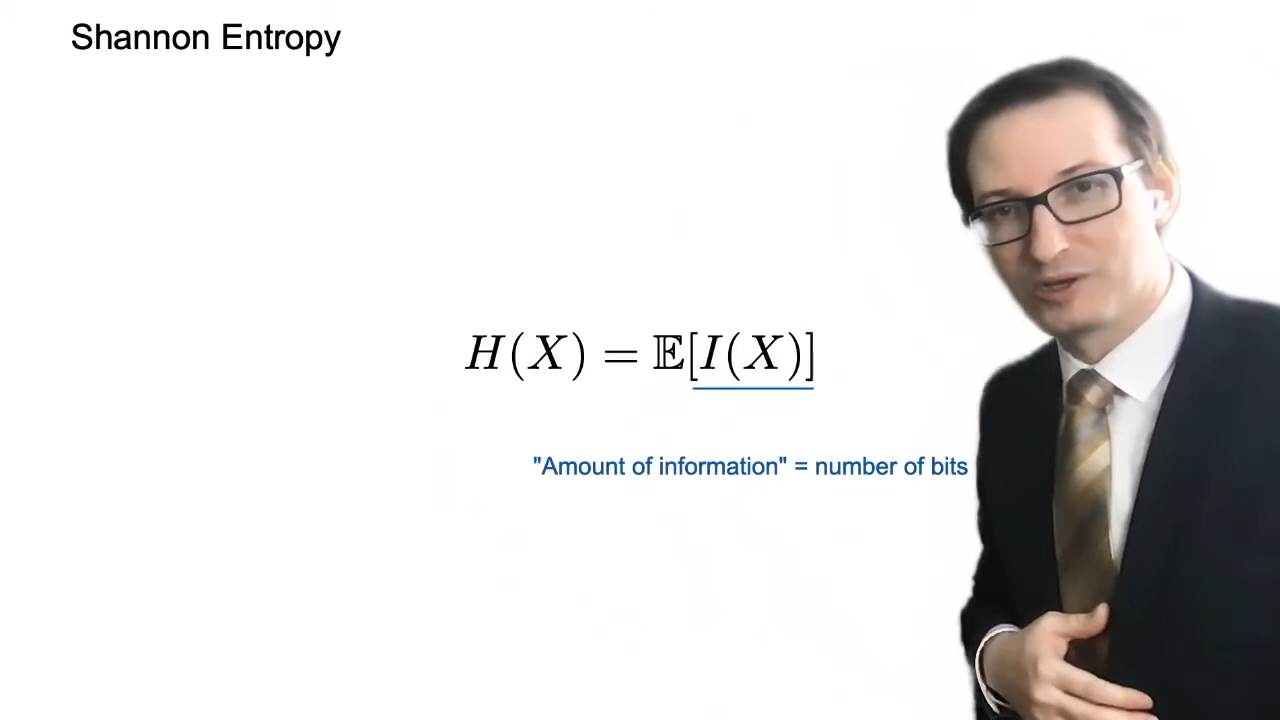 Shannon Entropy
H(X) = 𝔼[I(X)]
"Amount of information" = number of bits